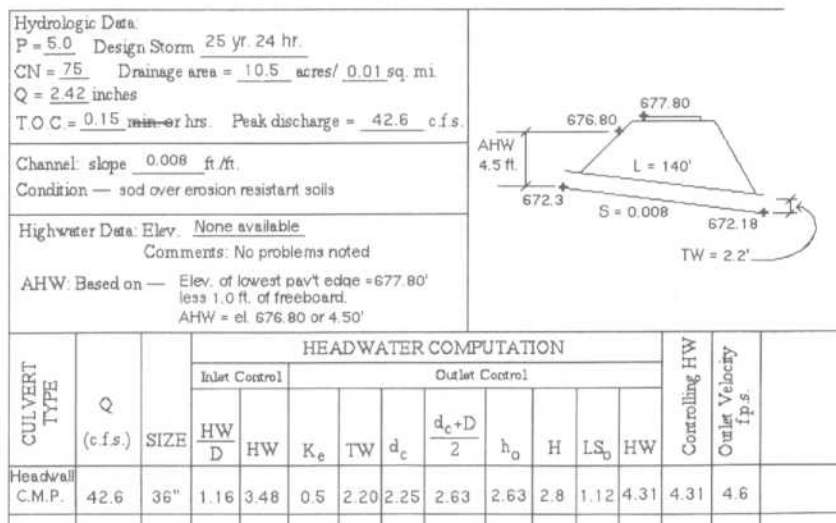 Hydrologic Data:
P = 5.0 Design Storm 25 yr. 24 hr.
CN = 75 Drainage area = 10.5 acres/ 0.01 sq. mi.
Q = 2.42 inches
T.O.C. = 0.15 min or hrs. Peak discharge = 42.6 c.f.s.
Channel: slope 0.008 ft./ft.
Condition — sod over erosion resistant soils
Highwater Data: Elev. None available
Comments: No problems noted
AHW: Based on — Elev. of lowest pav't edge =677.80'
less 1.0 ft. of freeboard.
AHW = el. 676.80 or 4.50'
677.80
676.80
AHW
4.5 ft.
L = 140'
672.3
S = 0.008
672.18
TW = 2.2'
HEADWATER COMPUTATION
Inlet Control
Outlet Control
CULVERT TYPE
Q
(c.f.s.)
SIZE
HW
D
HW
Ke
TW
dc
dc+D
2
ho
H
LSo
HW
Controlling HW
Outlet Velocity
f.p.s.
Headwall
C.M.P. 42.6 36" 1.16 3.48 0.5 2.20 2.25 2.63 2.63 2.8 1.12 4.31 4.31 4.6